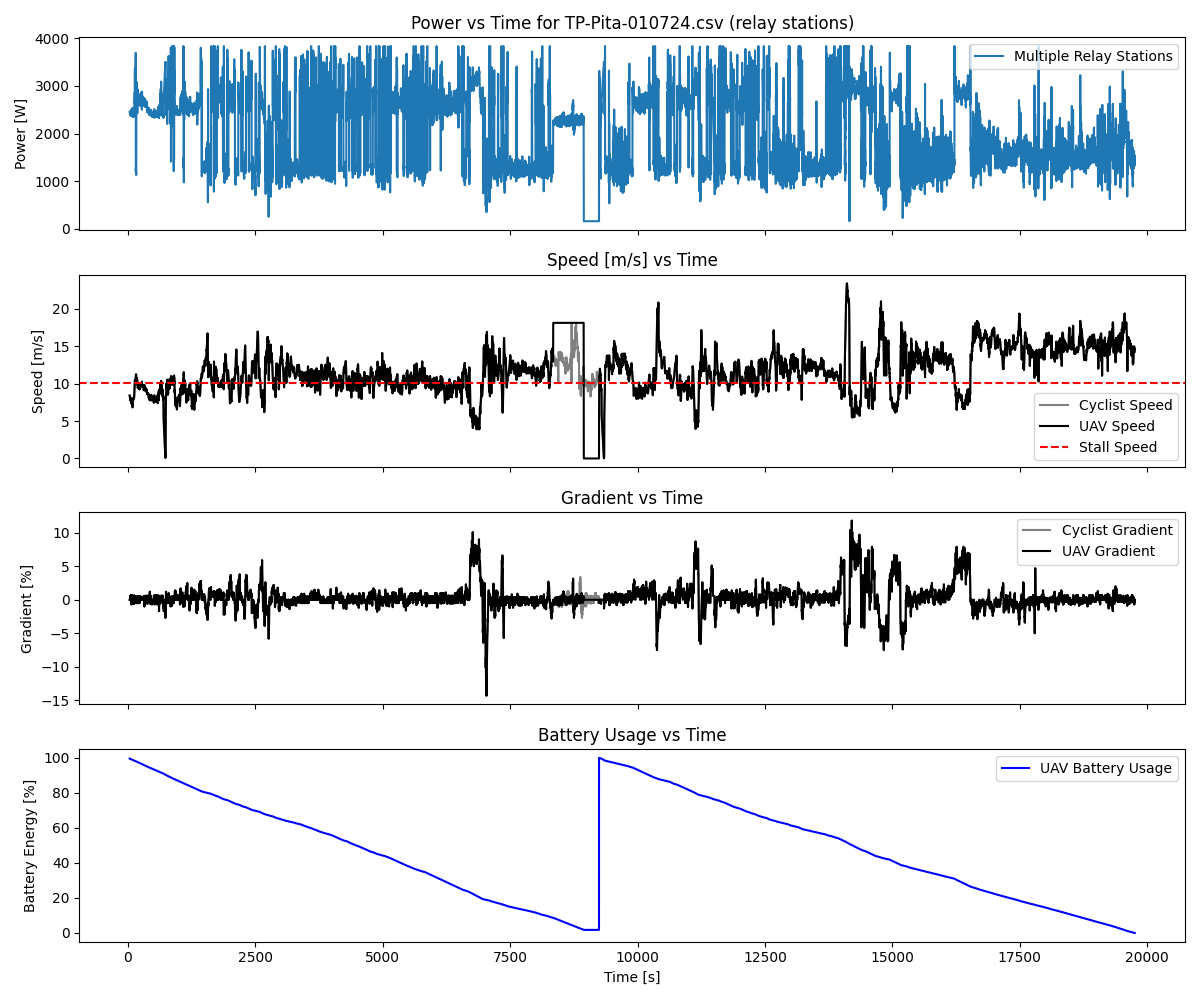 Power vs Time for TP-Pita-010724.csv (relay stations)
4000
3000
2000
1000
0
Power [W]
Multiple Relay Stations
Speed [m/s] vs Time
20
15
10
5
0
Speed [m/s]
Cyclist Speed
UAV Speed
Stall Speed
Gradient vs Time
10
5
0
−5
−10
−15
Gradient [%]
Cyclist Gradient
UAV Gradient
Battery Usage vs Time
100
80
60
40
20
0
Battery Energy [%]
UAV Battery Usage
0 2500 5000 7500 10000 12500 15000 17500 20000
Time [s]